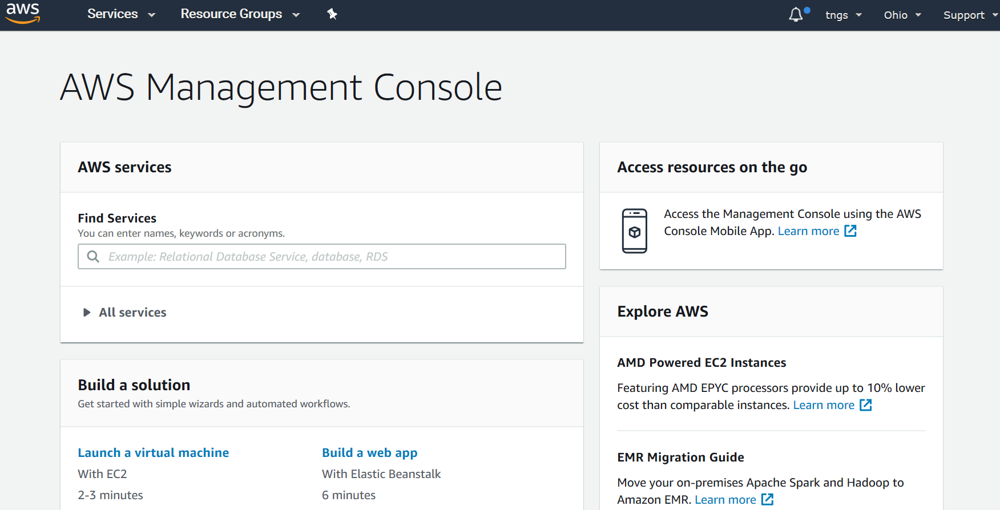 aws
Services
Resource Groups
tngs
Ohio
Support
AWS Management Console
AWS services
Find Services
You can enter names, keywords or acronyms.
Example: Relational Database Service, database, RDS
All services
Build a solution
Get started with simple wizards and automated workflows.
Launch a virtual machine
With EC2
2-3 minutes
Build a web app
With Elastic Beanstalk
6 minutes
Access resources on the go
Access the Management Console using the AWS
Console Mobile App. Learn more
Explore AWS
AMD Powered EC2 Instances
Featuring AMD EPYC processors provide up to 10% lower
cost than comparable instances. Learn more
EMR Migration Guide
Move your on-premises Apache Spark and Hadoop to
Amazon EMR. Learn more